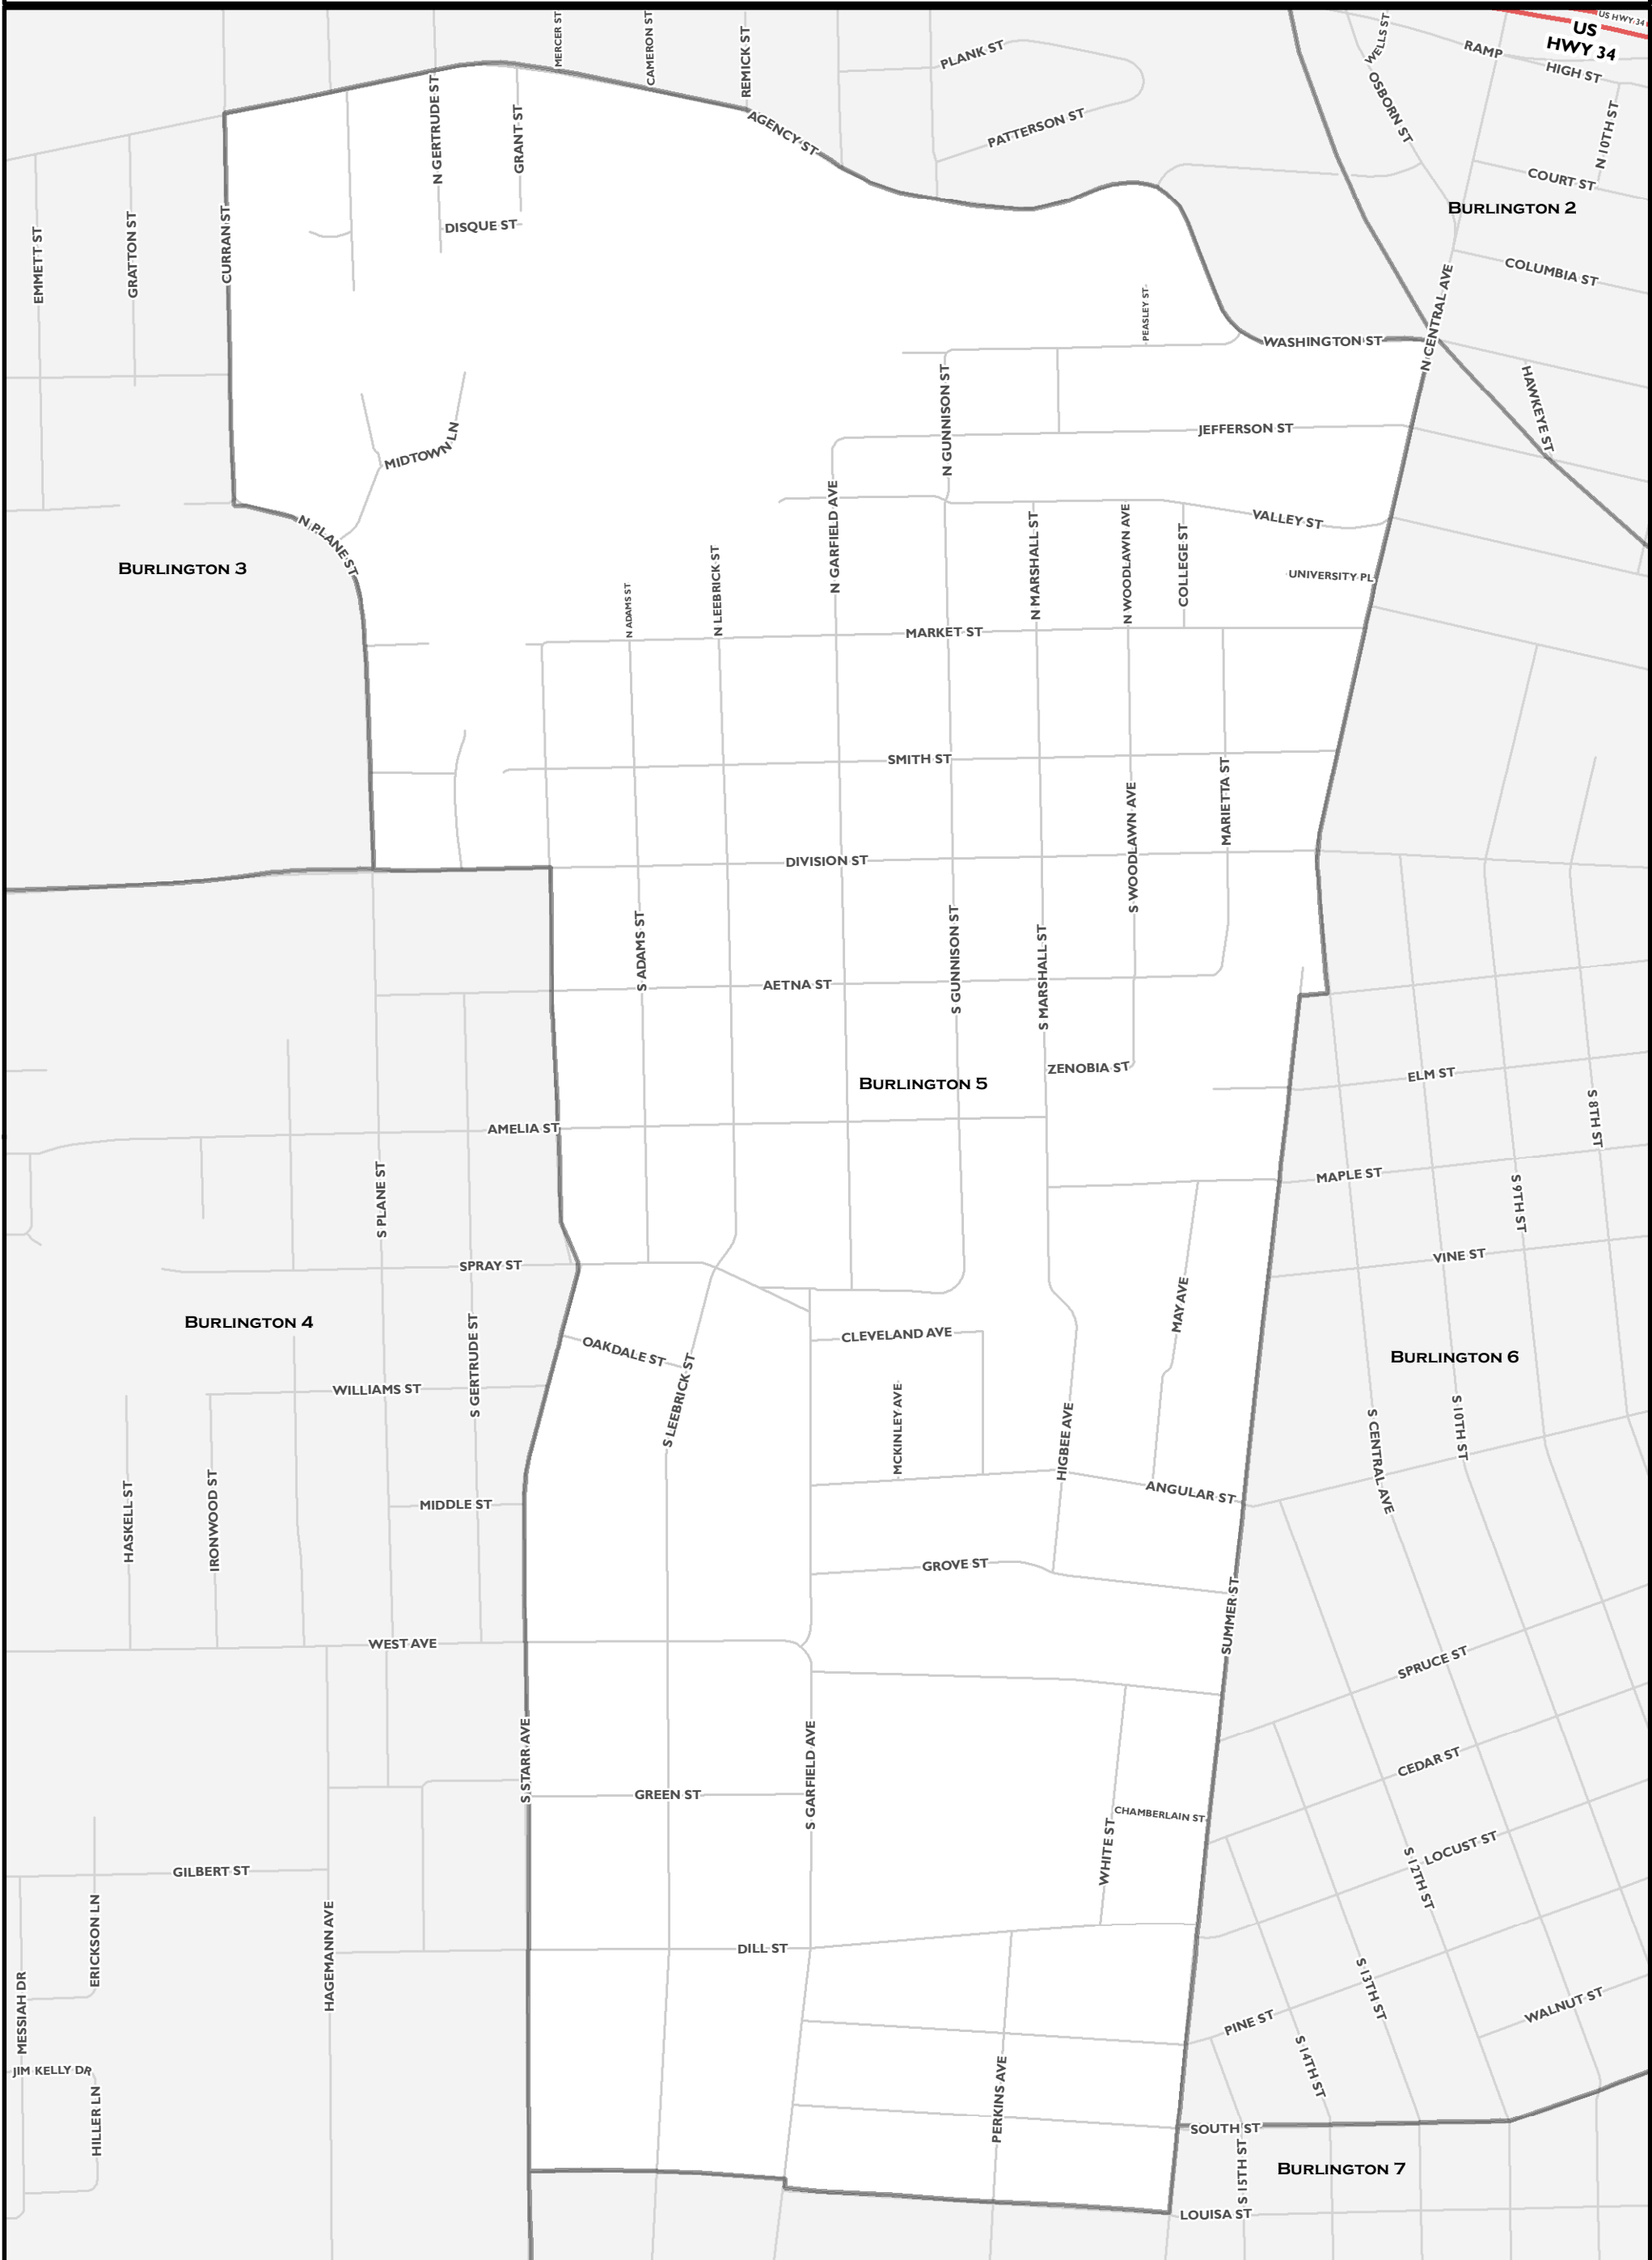 MERCER ST
CAMERON ST
REMICK ST
PLANK ST
WELLS ST
RAMP
US HWY 34
US
HWY 34
HIGH ST
OSBORN ST
N 10TH ST
N GERTRUDE ST
GRANT ST
AGENCY ST
PATTERSON ST
COURT ST
BURLINGTON 2
EMMETT ST
GRATTON ST
CURRAN ST
DISQUE ST
COLUMBIA ST
PEASLEY ST
N CENTRAL AVE
WASHINGTON ST
HAWKEYE ST
N GUNNISON ST
JEFFERSON ST
MIDTOWN LN
N GARFIELD AVE
VALLEY ST
N PLANE ST
N MARSHALL ST
N WOODLAWN AVE
COLLEGE ST
BURLINGTON 3
UNIVERSITY PL
N ADAMS ST
N LEEBRICK ST
MARKET ST
SMITH ST
MARIETTA ST
S WOODLAWN AVE
DIVISION ST
S ADAMS ST
S GUNNISON ST
S MARSHALL ST
AETNA ST
ZENOBIA ST
BURLINGTON 5
ELM ST
S 8TH ST
AMELIA ST
S PLANE ST
MAPLE ST
S 9TH ST
SPRAY ST
VINE ST
BURLINGTON 4
S GERTRUDE ST
OAKDALE ST
CLEVELAND AVE
MAY AVE
BURLINGTON 6
WILLIAMS ST
S LEEBRICK ST
MCKINLEY AVE
HIGBEE AVE
S CENTRAL AVE
S 10TH ST
HASKELL ST
IRONWOOD ST
MIDDLE ST
ANGULAR ST
GROVE ST
SUMMER ST
WEST AVE
SPRUCE ST
S STARR AVE
S GARFIELD AVE
CEDAR ST
GREEN ST
CHAMBERLAIN ST
WHITE ST
LOCUST ST
S 12TH ST
GILBERT ST
ERICKSON LN
HAGEMANN AVE
DILL ST
MESSIAH DR
S 13TH ST
WALNUT ST
PINE ST
S 14TH ST
JIM KELLY DR
HILLER LN
PERKINS AVE
SOUTH ST
S 15TH ST
BURLINGTON 7
LOUISA ST